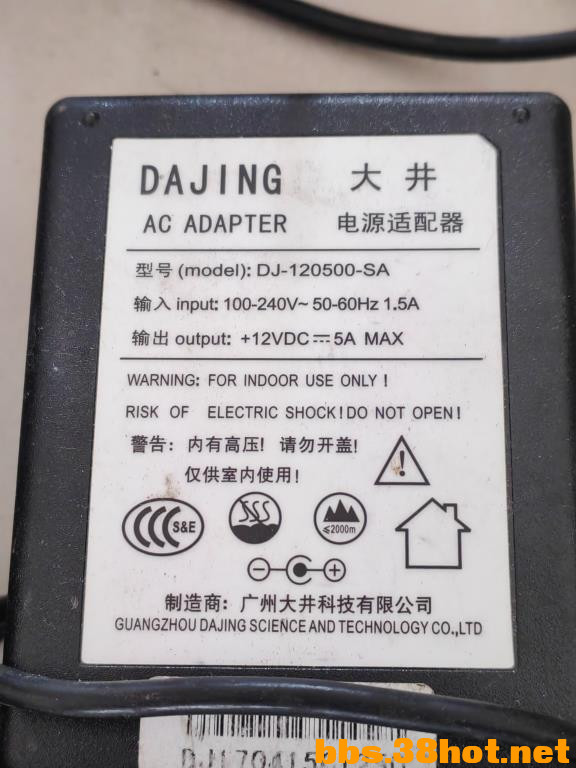 DAJING 大井
AC ADAPTER 电源适配器
型号(model): DJ-120500-SA
输入 input: 100-240V~ 50-60Hz 1.5A
输出 output: +12VDC⎓5A MAX
WARNING: FOR INDOOR USE ONLY!
RISK OF ELECTRIC SHOCK!DO NOT OPEN!
警告: 内有高压! 请勿开盖!
仅供室内使用!
S&E
≤2000m
制造商: 广州大井科技有限公司
GUANGZHOU DAJING SCIENCE AND TECHNOLOGY CO.,LTD
bbs.38hot.net